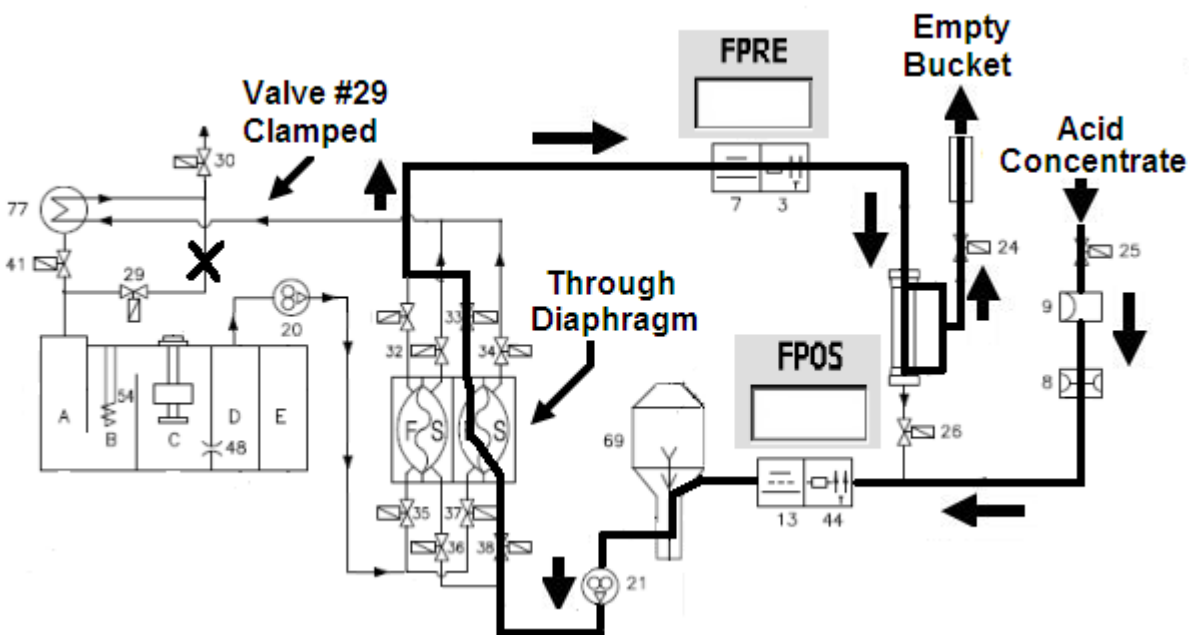 FPRE
Empty
Bucket
Valve #29
Clamped
Acid
Concentrate
30
77
7
3
24
25
41
29
20
9
Through
Diaphragm
33
32
34
FPOS
8
A
54
B
C
D
E
48
F S
S
69
26
35
37
36
38
13
44
21